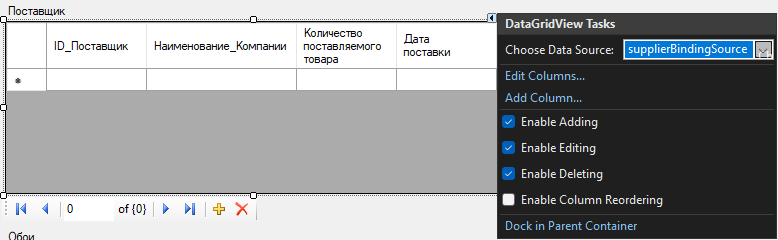 Поставщик
ID_Поставщик
Наименование_Компании
Количество
поставляемого
товара
Дата
поставки
*
0
of {0}
Обои
DataGridView Tasks
Choose Data Source: supplierBindingSource
Edit Columns...
Add Column...
Enable Adding
Enable Editing
Enable Deleting
Enable Column Reordering
Dock in Parent Container